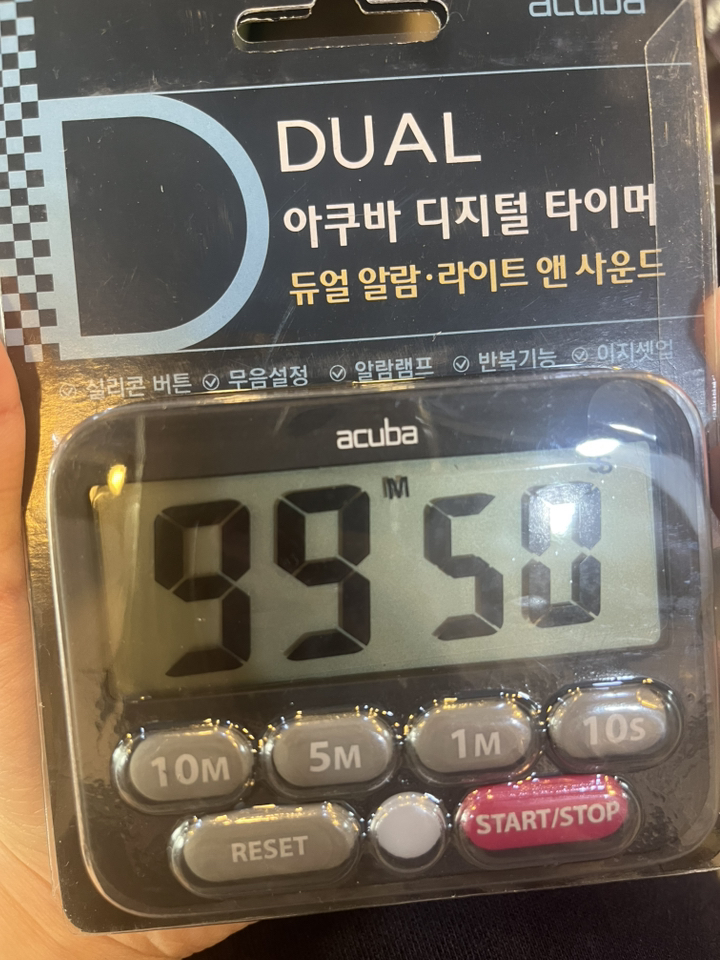 acuba
DUAL
아쿠바 디지털 타이머
듀얼 알람·라이트 앤 사운드
실리콘 버튼 무음설정 알람램프 반복기능 이지셋업
acuba
99 M 50 S
10M 5M 1M 10S
RESET START/STOP